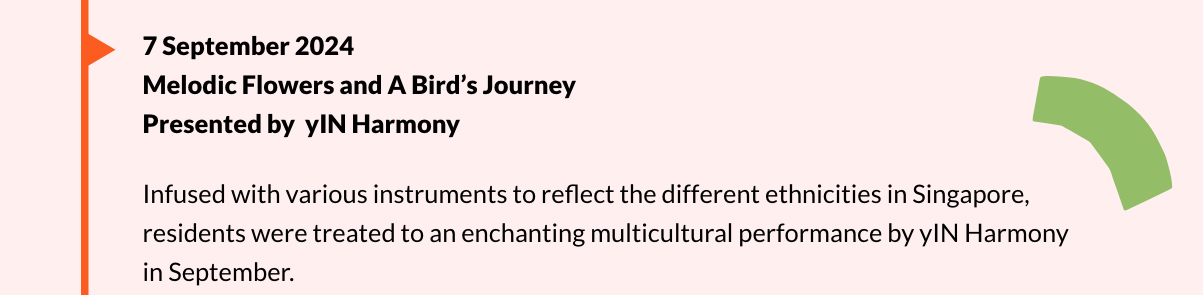 7 September 2024
Melodic Flowers and A Bird’s Journey
Presented by  yIN Harmony
Infused with various instruments to reflect the different ethnicities in Singapore,
residents were treated to an enchanting multicultural performance by yIN Harmony
in September.